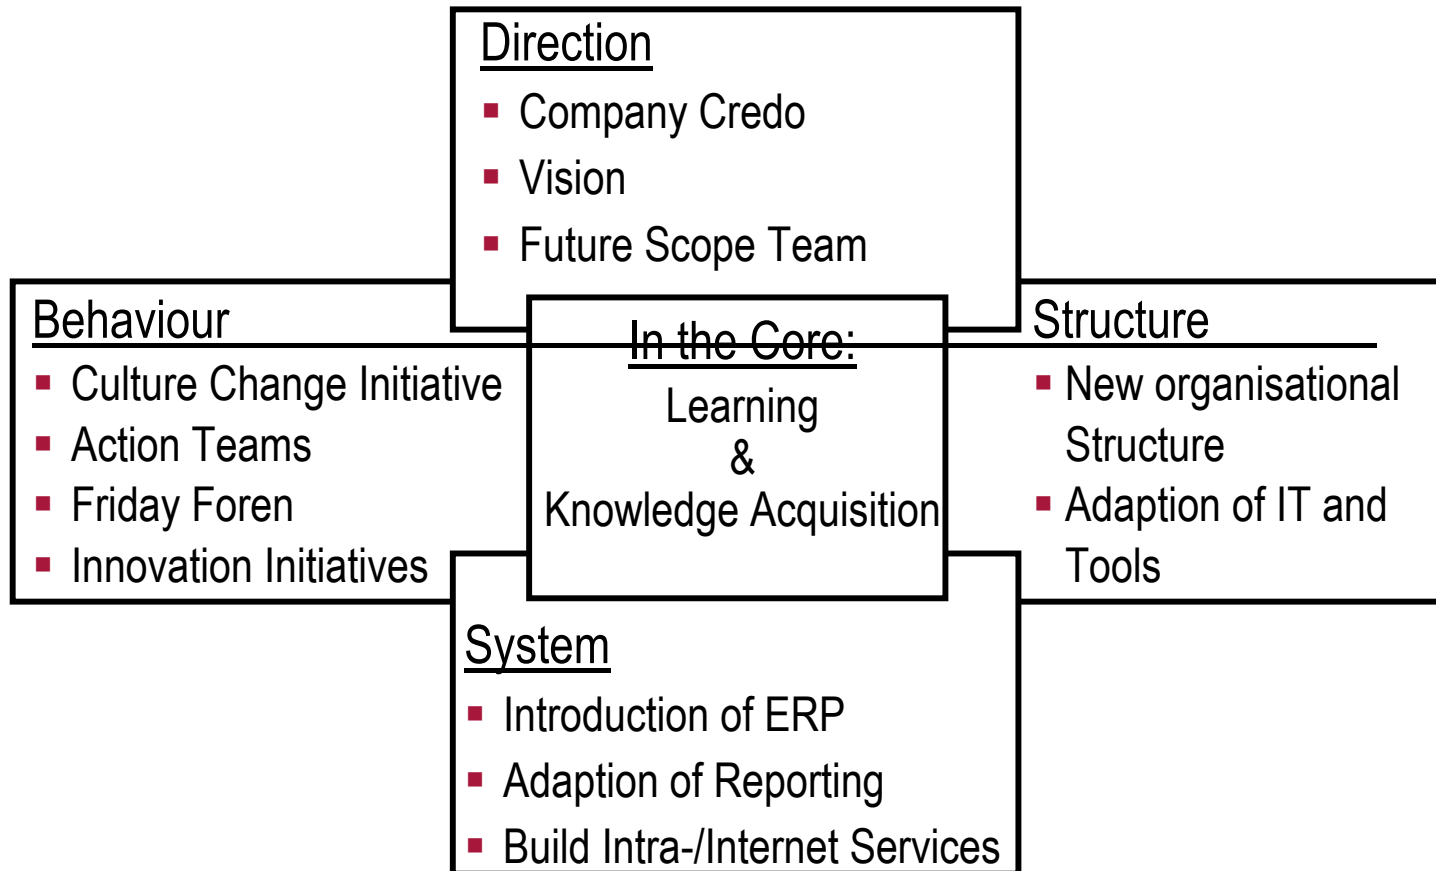 Direction
▪ Company Credo
▪ Vision
▪ Future Scope Team
Behaviour
▪ Culture Change Initiative
▪ Action Teams
▪ Friday Foren
▪ Innovation Initiatives
In the Core:
Learning
&
Knowledge Acquisition
Structure
▪ New organisational
Structure
▪ Adaption of IT and
Tools
System
▪ Introduction of ERP
▪ Adaption of Reporting
▪ Build Intra-/Internet Services